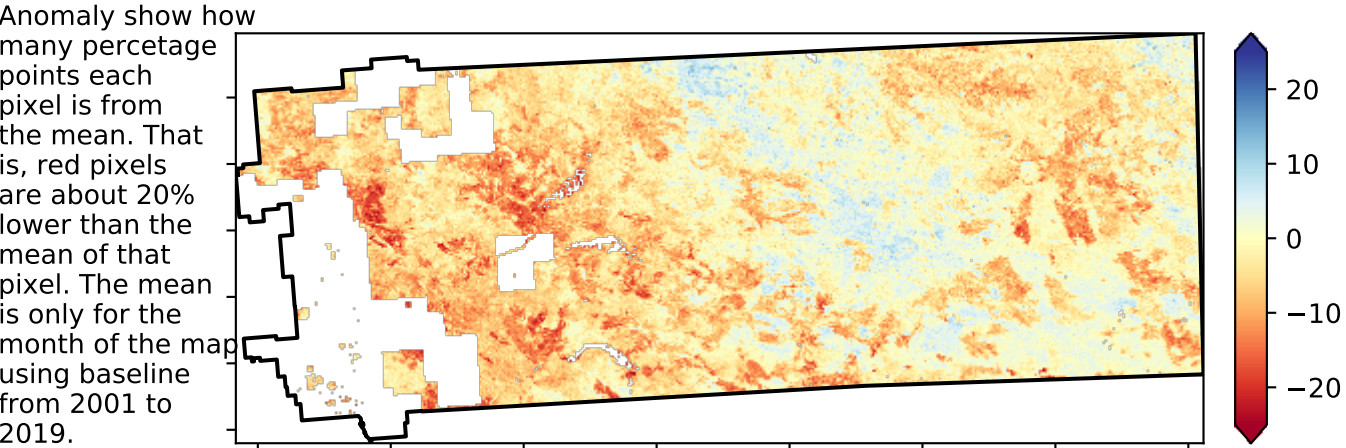 Anomaly show how
many percetage
points each
pixel is from
the mean. That
is, red pixels
are about 20%
lower than the
mean of that
pixel. The mean
is only for the
month of the map
using baseline
from 2001 to
2019.
20
10
0
−10
−20